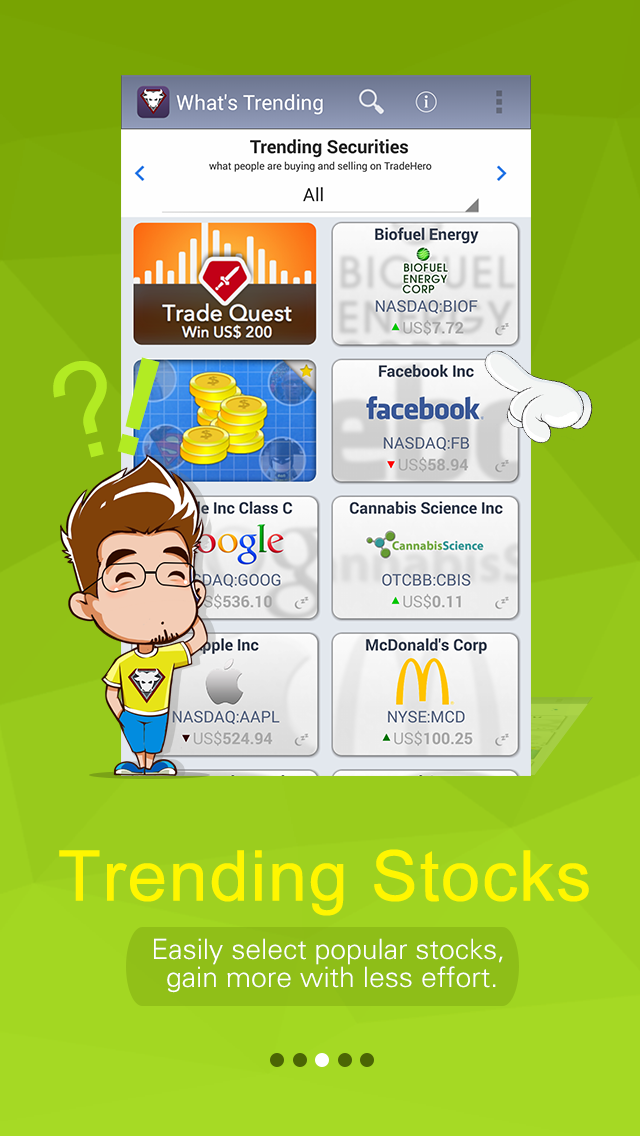 What's Trending
Trending Securities
what people are buying and selling on TradeHero
All
Trade Quest
Win US$ 200
Biofuel Energy
BIOFUEL
ENERGY
CORP
NASDAQ:BIOF
US$7.72
?!
Facebook Inc
facebook
NASDAQ:FB
US$58.94
le Inc Class C
oogle
DAQ:GOOG
S$536.10
Cannabis Science Inc
CannabisScience
OTCBB:CBIS
US$0.11
pple Inc
NASDAQ:AAPL
US$524.94
McDonald's Corp
NYSE:MCD
US$100.25
Trending Stocks
Easily select popular stocks,
gain more with less effort.